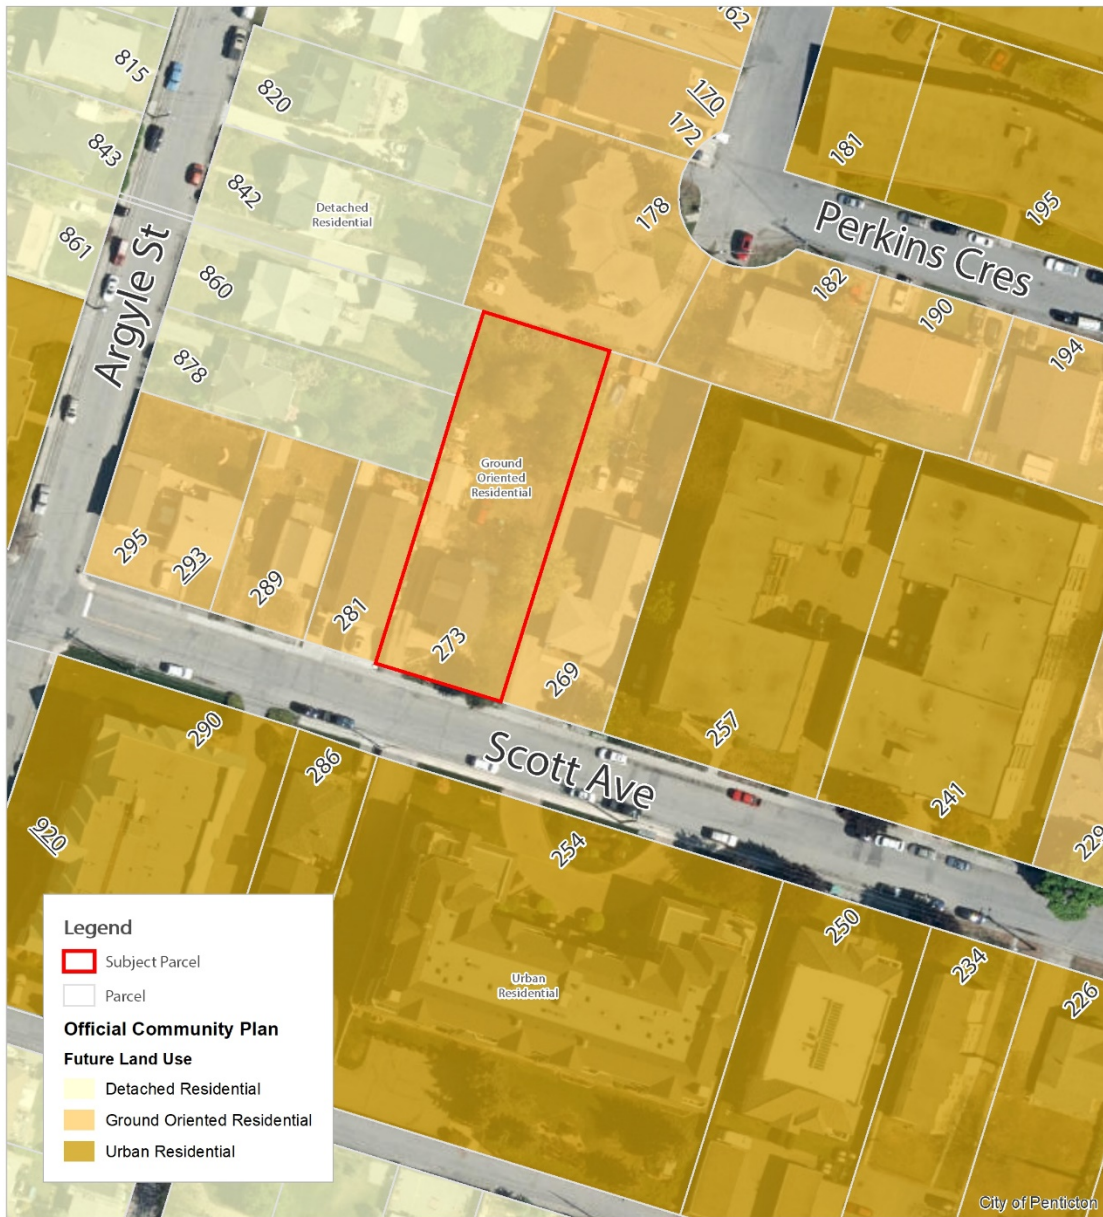 762
815
820
170
172
181
195
843
842
Detached
Residential
178
Perkins Cres
861
Argyle St
860
182
190
194
878
Ground
Oriented
Residential
295
293
289
281
273
269
257
241
229
Scott Ave
290
286
920
254
250
234
226
Urban
Residential
Legend
Subject Parcel
Parcel
Official Community Plan
Future Land Use
Detached Residential
Ground Oriented Residential
Urban Residential
City of Penticton